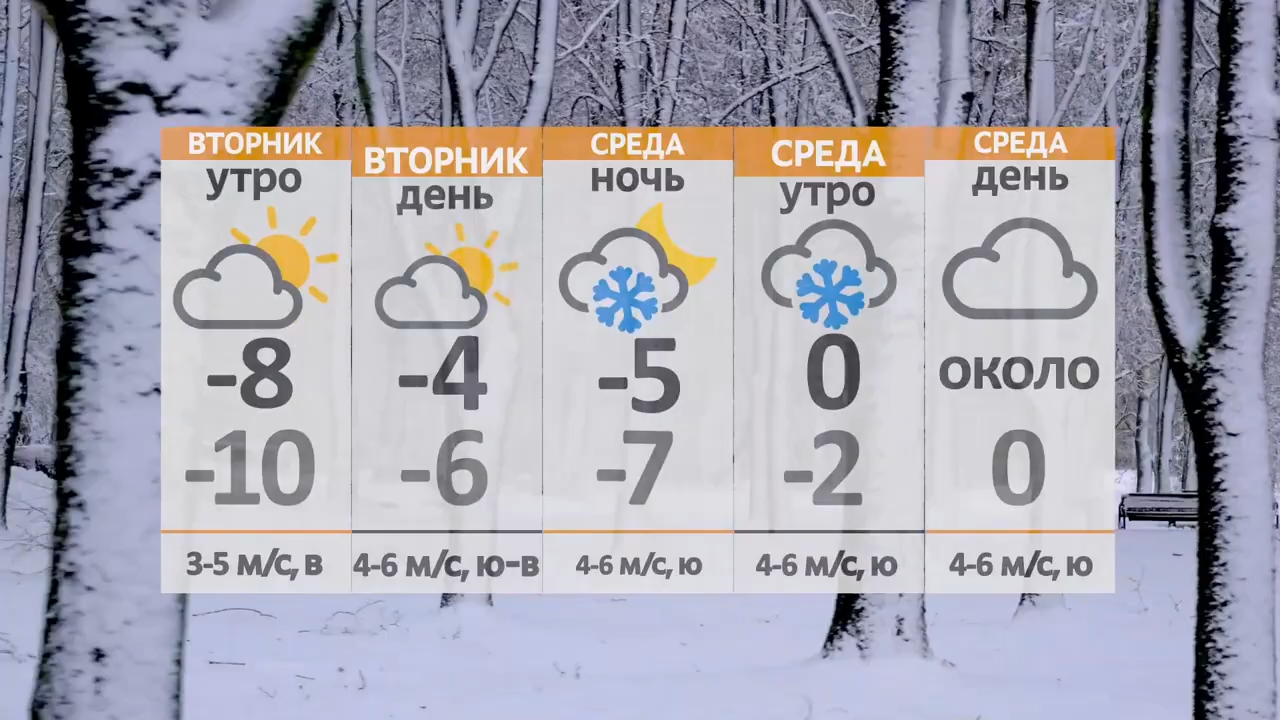 ВТОРНИК
утро
-8
-10
3-5 м/с, в
ВТОРНИК
день
-4
-6
4-6 м/с, ю-в
СРЕДА
ночь
-5
-7
4-6 м/с, ю
СРЕДА
утро
0
-2
4-6 м/с, ю
СРЕДА
день
около
0
4-6 м/с, ю